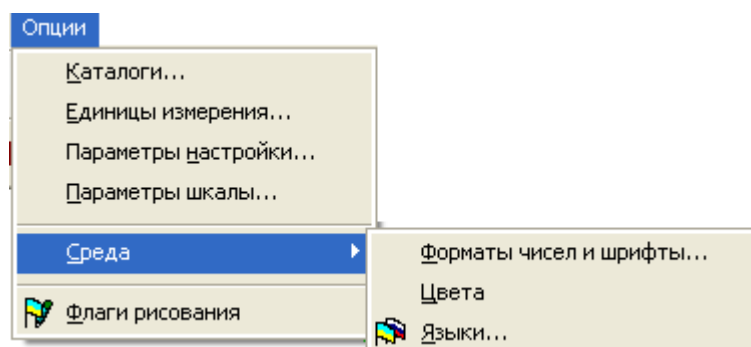 Опции
Каталоги...
Единицы измерения...
Параметры настройки...
Параметры шкалы...
Среда
Форматы чисел и шрифты...
Цвета
Флаги рисования
Языки...